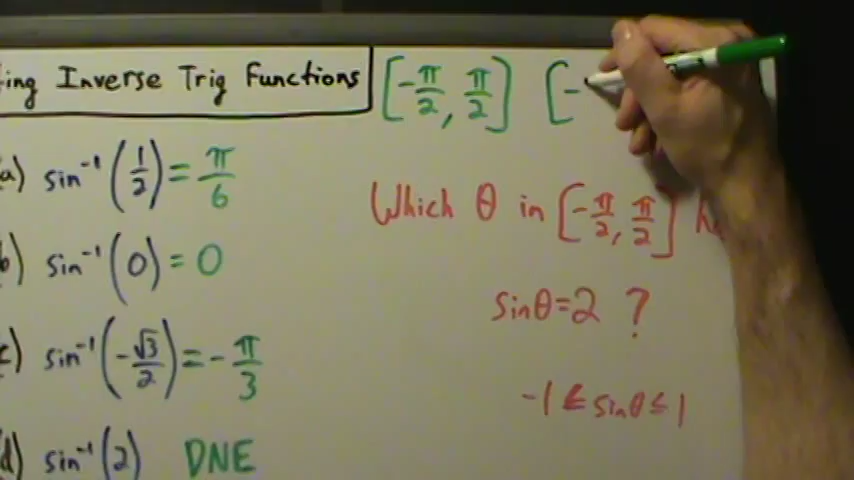 ing Inverse Trig Functions
[-π/2, π/2] [-
a) sin⁻¹(1/2) = π/6
b) sin⁻¹(0) = 0
c) sin⁻¹(-√3/2) = -π/3
d) sin⁻¹(2) DNE
Which θ in [-π/2, π/2]
sinθ=2 ?
-1 ≤ sinθ ≤ 1